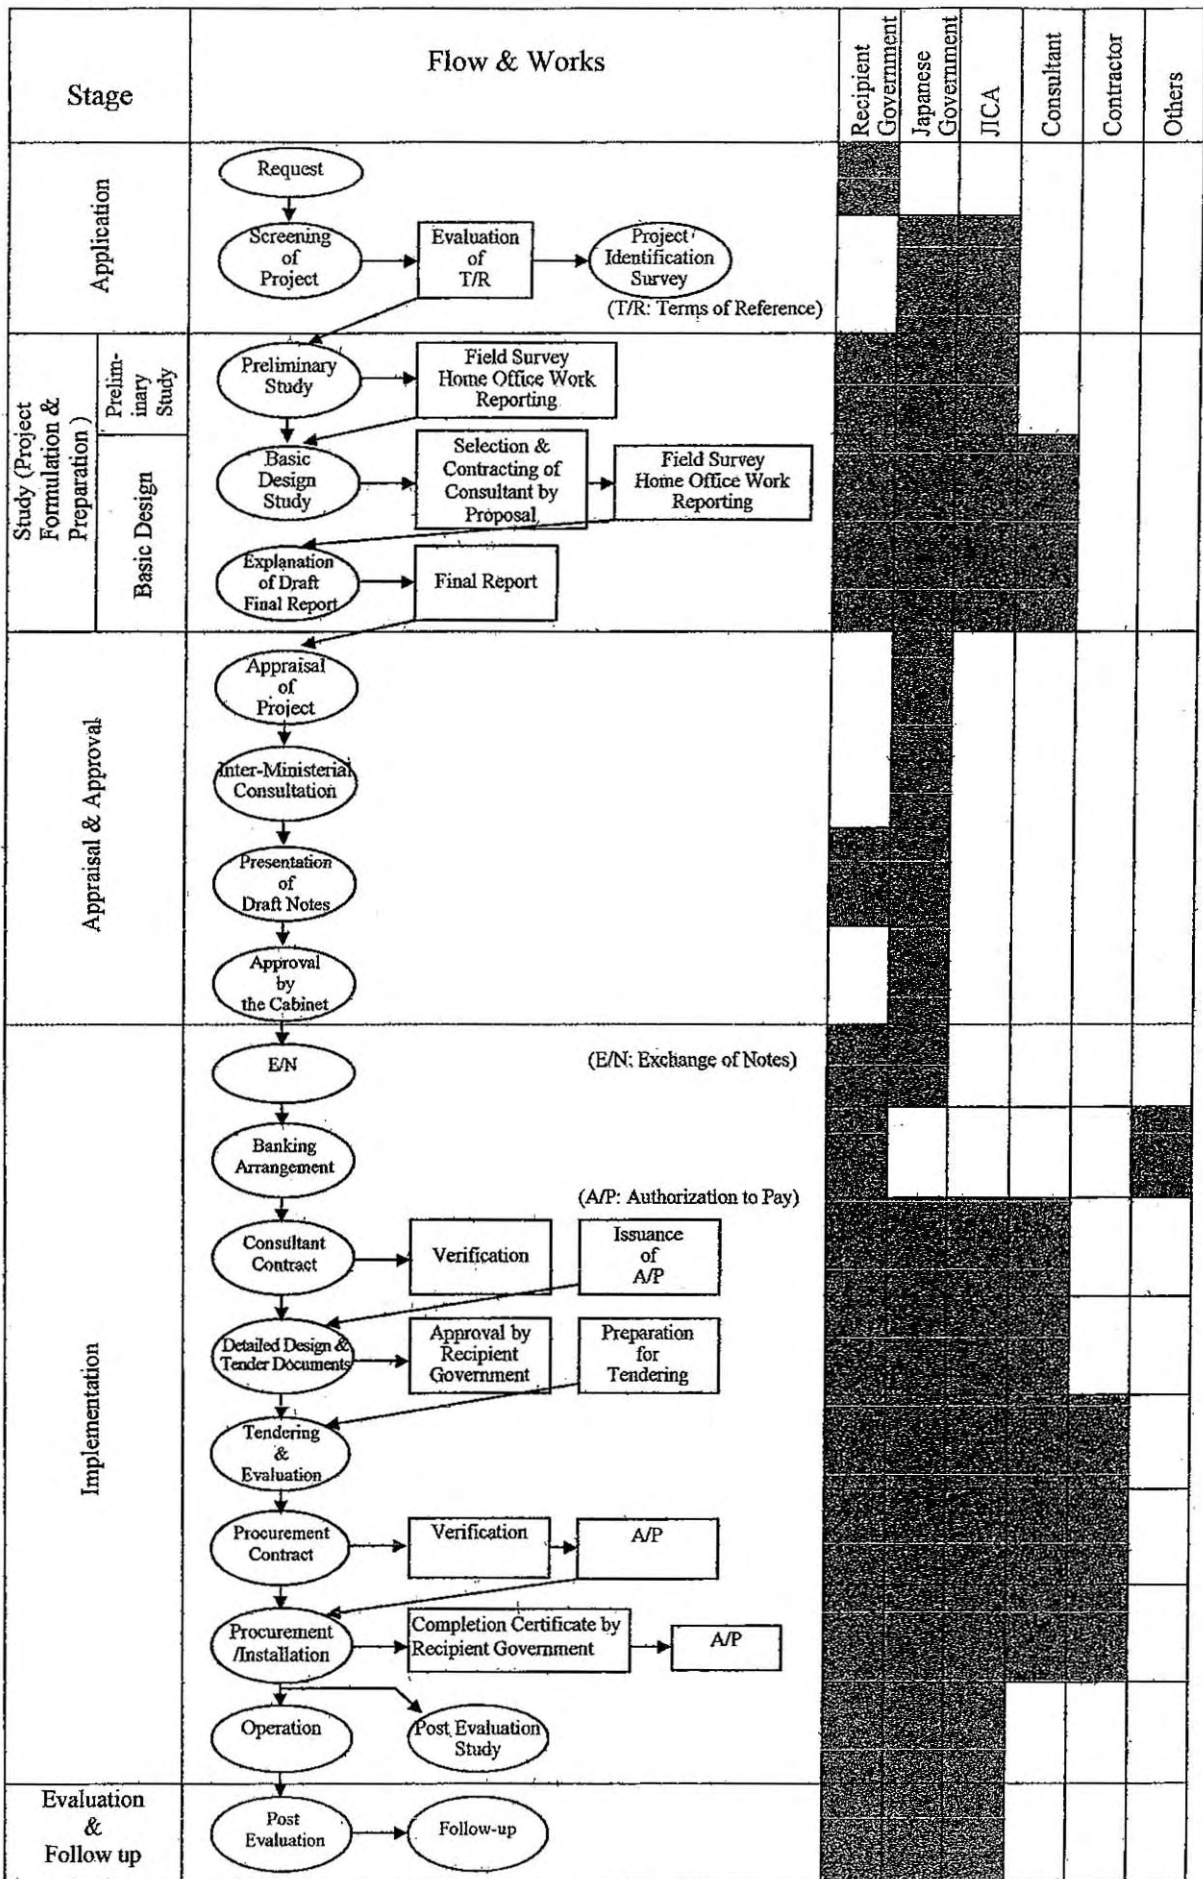 Stage
Flow & Works
Recipient
Government
Japanese
Government
JICA
Consultant
Contractor
Others
Application
Request
Screening
of
Project
Evaluation
of
T/R
Project
Identification
Survey
(T/R: Terms of Reference)
Study (Project
Formulation &
Preparation )
Prelim-
inary
Study
Preliminary
Study
Field Survey
Home Office Work
Reporting
Basic Design
Basic
Design
Study
Selection &
Contracting of
Consultant by
Proposal
Field Survey
Home Office Work
Reporting
Explanation
of Draft
Final Report
Final Report
Appraisal & Approval
Appraisal
of
Project
Inter-Ministerial
Consultation
Presentation
of
Draft Notes
Approval
by
the Cabinet
Implementation
E/N
(E/N: Exchange of Notes)
Banking
Arrangement
(A/P: Authorization to Pay)
Consultant
Contract
Verification
Issuance
of
A/P
Detailed Design &
Tender Documents
Approval by
Recipient
Government
Preparation
for
Tendering
Tendering
&
Evaluation
Procurement
Contract
Verification
A/P
Procurement
/Installation
Completion Certificate by
Recipient Government
A/P
Operation
Post Evaluation
Study
Evaluation
&
Follow up
Post
Evaluation
Follow-up